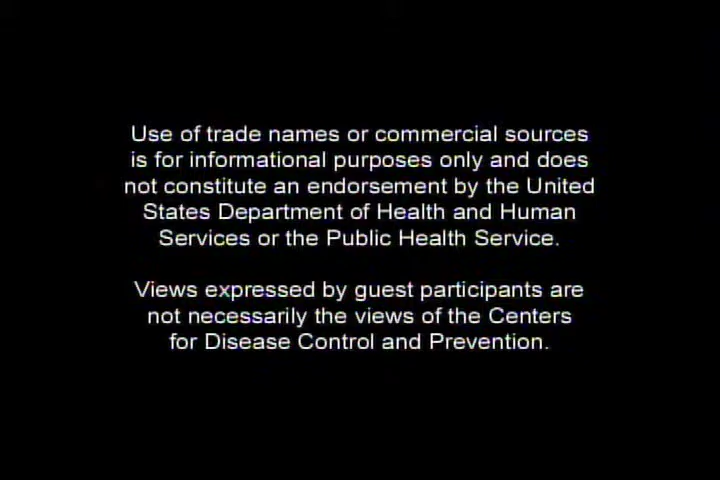 Use of trade names or commercial sources
is for informational purposes only and does
not constitute an endorsement by the United
States Department of Health and Human
Services or the Public Health Service.
Views expressed by guest participants are
not necessarily the views of the Centers
for Disease Control and Prevention.